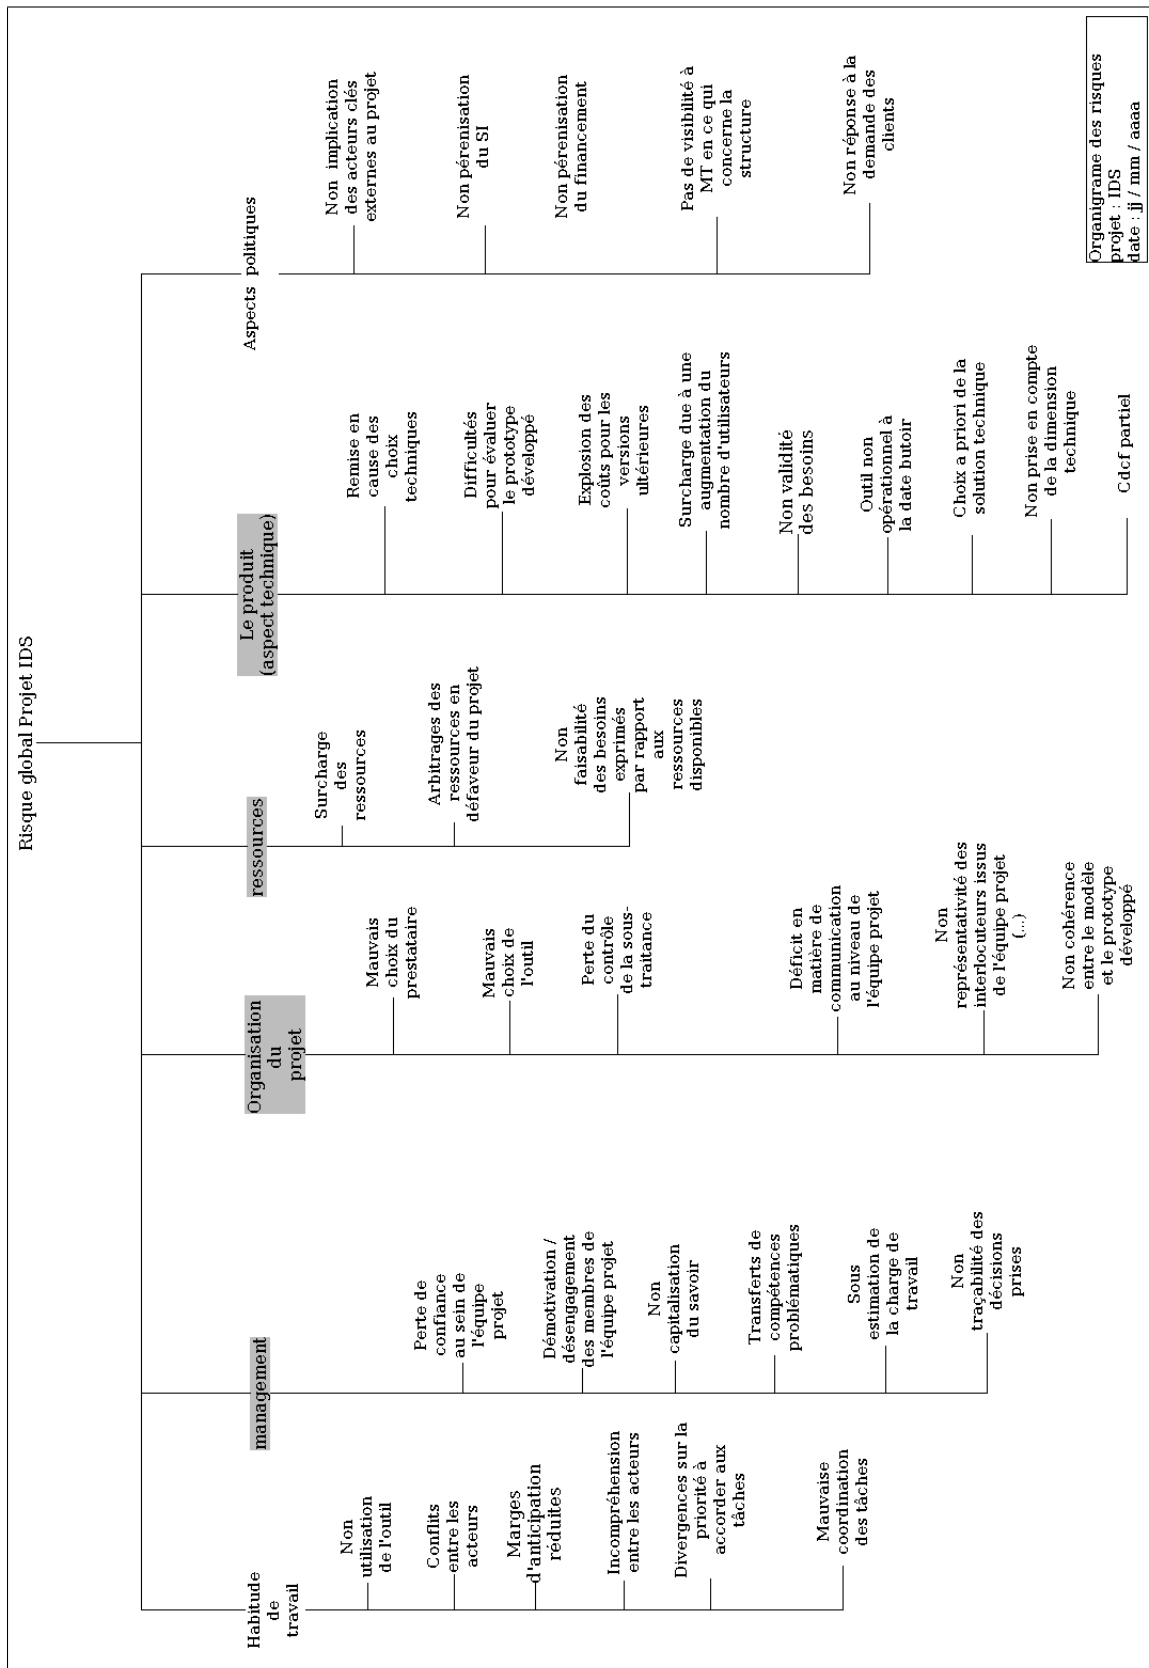 Risque global Projet IDS
Habitude
de
travail
Non
utilisation
de l'outil
Conflits
entre les
acteurs
Marges
d'anticipation
réduites
Incompréhension
entre les acteurs
Divergences sur la
priorité à
accorder aux
tâches
Mauvaise
coordination
des tâches
management
Perte de
confiance
au sein de
l'équipe
projet
Démotivation /
désengagement
des membres de
l'équipe projet
Non
capitalisation
du savoir
Transferts de
compétences
problématiques
Sous
estimation de
la charge de
travail
Non
traçabilité des
décisions
prises
Organisation
du
projet
Mauvais
choix du
prestataire
Mauvais
choix de
l'outil
Perte du
contrôle
de la sous-
traitance
Déficit en
matière de
communication
au niveau de
l'équipe projet
Non
représentativité des
interlocuteurs issus
de l'équipe projet
(...)
Non cohérence
entre le modèle
et le prototype
développé
ressources
Surcharge
des
ressources
Arbitrages des
ressources en
défaveur du projet
Non
faisabilité
des besoins
exprimés
par rapport
aux
ressources
disponibles
Le produit
(aspect technique)
Remise en
cause des
choix
techniques
Difficultés
pour évaluer
le prototype
développé
Explosion des
coûts pour les
versions
ultérieures
Surcharge due à une
augmentation du
nombre d'utilisateurs
Non validité
des besoins
Outil non
opérationnel à
la date butoir
Choix a priori de la
solution technique
Non prise en compte
de la dimension
technique
Cdcf partiel
Aspects politiques
Non implication
des acteurs clés
externes au projet
Non pérenisation
du SI
Non pérenisation
du financement
Pas de visibilité à
MT en ce qui
concerne la
structure
Non réponse à la
demande des
clients
Organigrame des risques
projet : IDS
date : jj / mm / aaaa